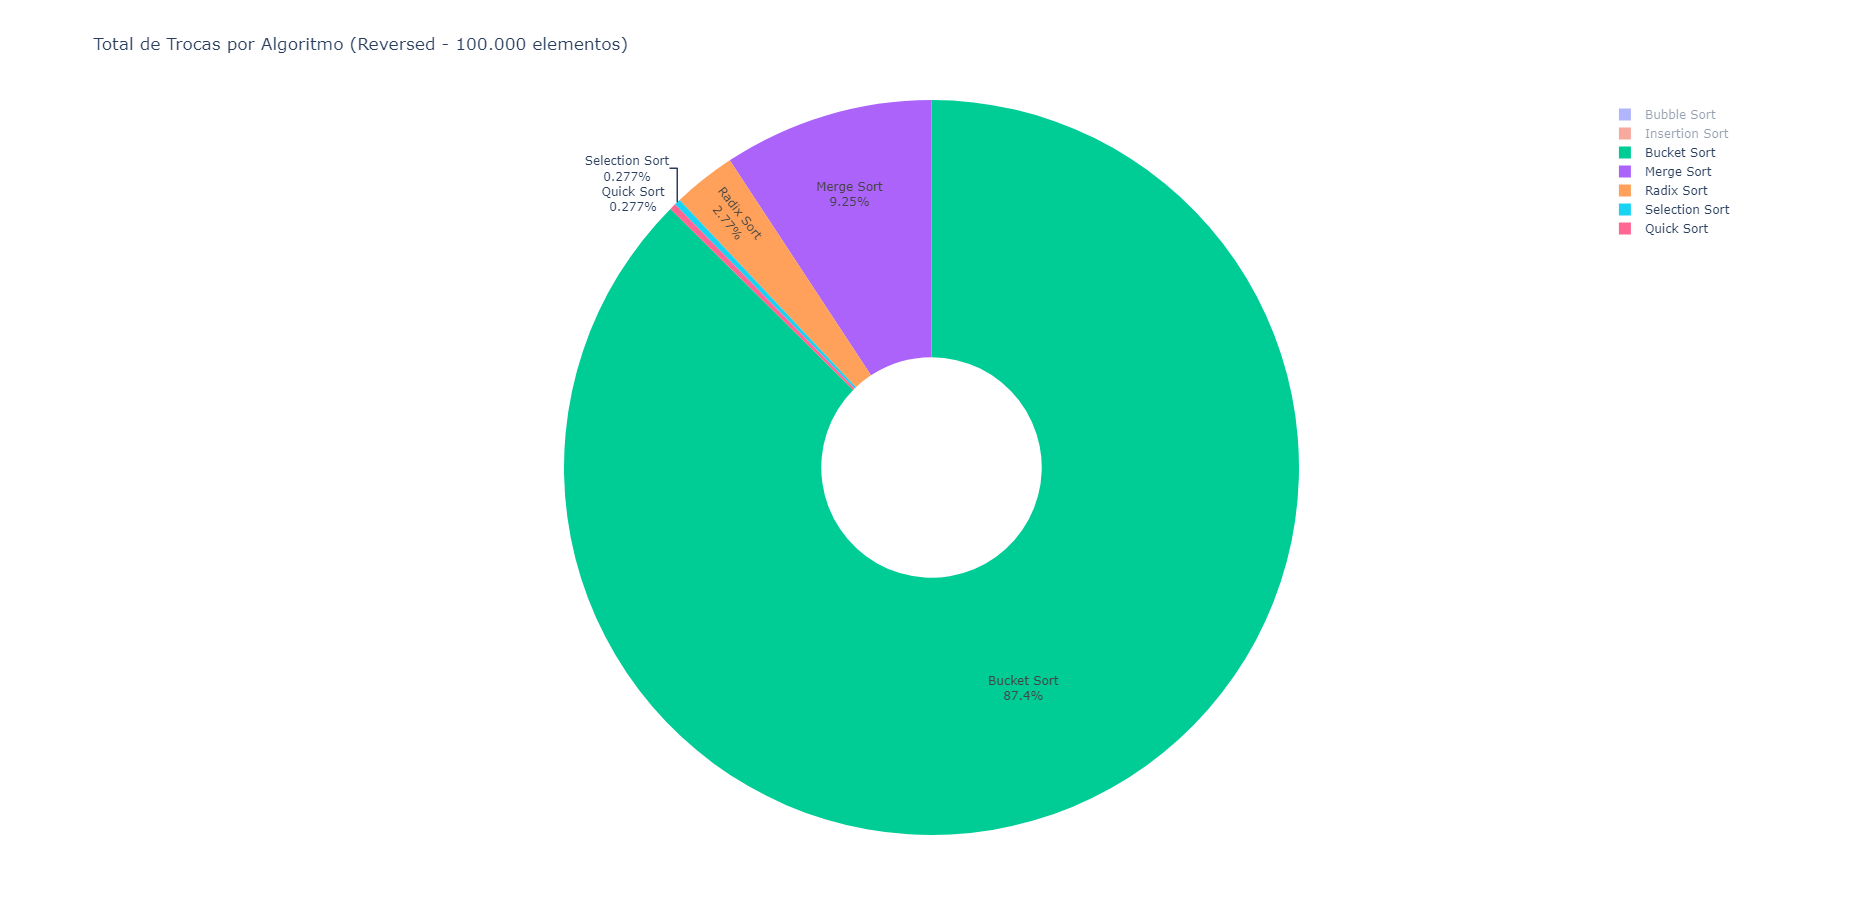 Total de Trocas por Algoritmo (Reversed - 100.000 elementos)
Bubble Sort
Insertion Sort
Bucket Sort
Merge Sort
Radix Sort
Selection Sort
Quick Sort
Selection Sort
0.277%
Quick Sort
0.277%
Radix Sort
2.77%
Merge Sort
9.25%
Bucket Sort
87.4%